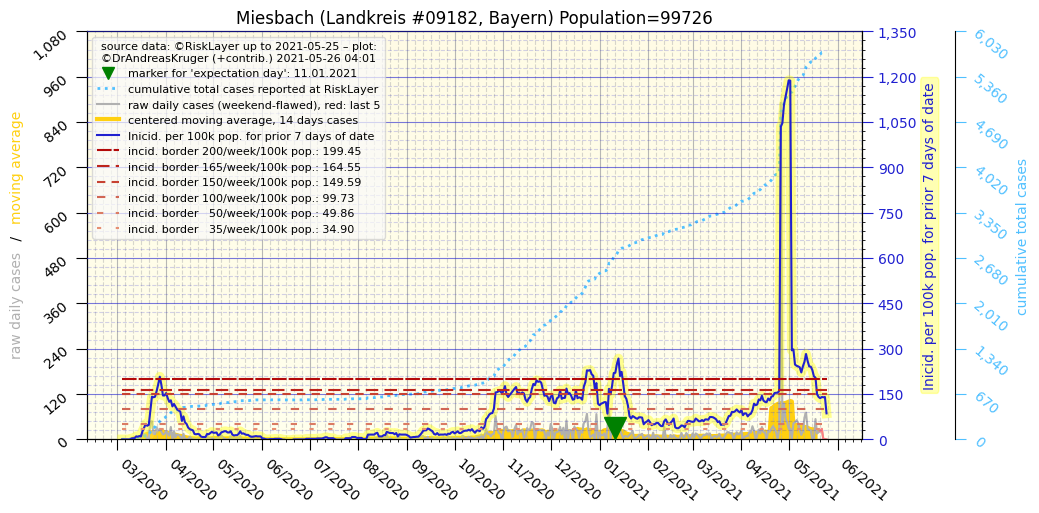 Miesbach (Landkreis #09182, Bayern) Population=99726
source data: ©RiskLayer up to 2021-05-25 – plot:
©DrAndreasKruger (+contrib.) 2021-05-26 04:01
marker for 'expectation day': 11.01.2021
cumulative total cases reported at RiskLayer
raw daily cases (weekend-flawed), red: last 5
centered moving average, 14 days cases
Inicid. per 100k pop. for prior 7 days of date
incid. border 200/week/100k pop.: 199.45
incid. border 165/week/100k pop.: 164.55
incid. border 150/week/100k pop.: 149.59
incid. border 100/week/100k pop.: 99.73
incid. border 50/week/100k pop.: 49.86
incid. border 35/week/100k pop.: 34.90
raw daily cases / moving average
1,080
960
840
720
600
480
360
240
120
0
03/2020
04/2020
05/2020
06/2020
07/2020
08/2020
09/2020
10/2020
11/2020
12/2020
01/2021
02/2021
03/2021
04/2021
05/2021
06/2021
1,350
1,200
1,050
900
750
600
450
300
150
0
Inicid. per 100k pop. for prior 7 days of date
6,030
5,360
4,690
4,020
3,350
2,680
2,010
1,340
670
0
cumulative total cases